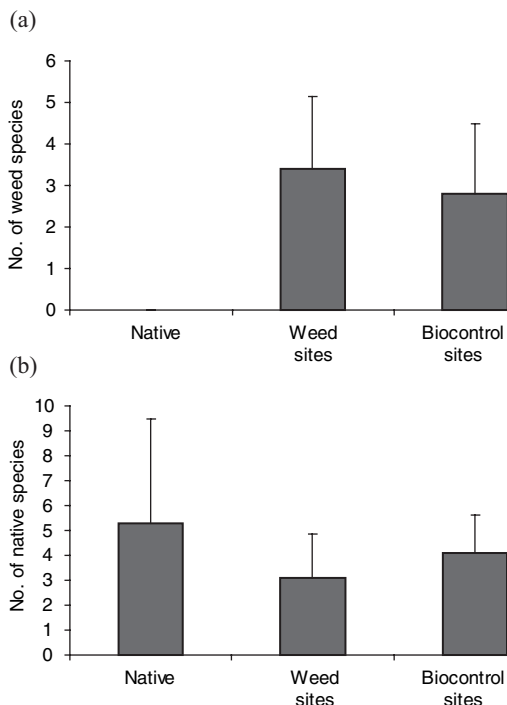 (a)
No. of weed species
6
5
4
3
2
1
0
Native
Weed
sites
Biocontrol
sites
(b)
No. of native species
10
9
8
7
6
5
4
3
2
1
0
Native
Weed
sites
Biocontrol
sites